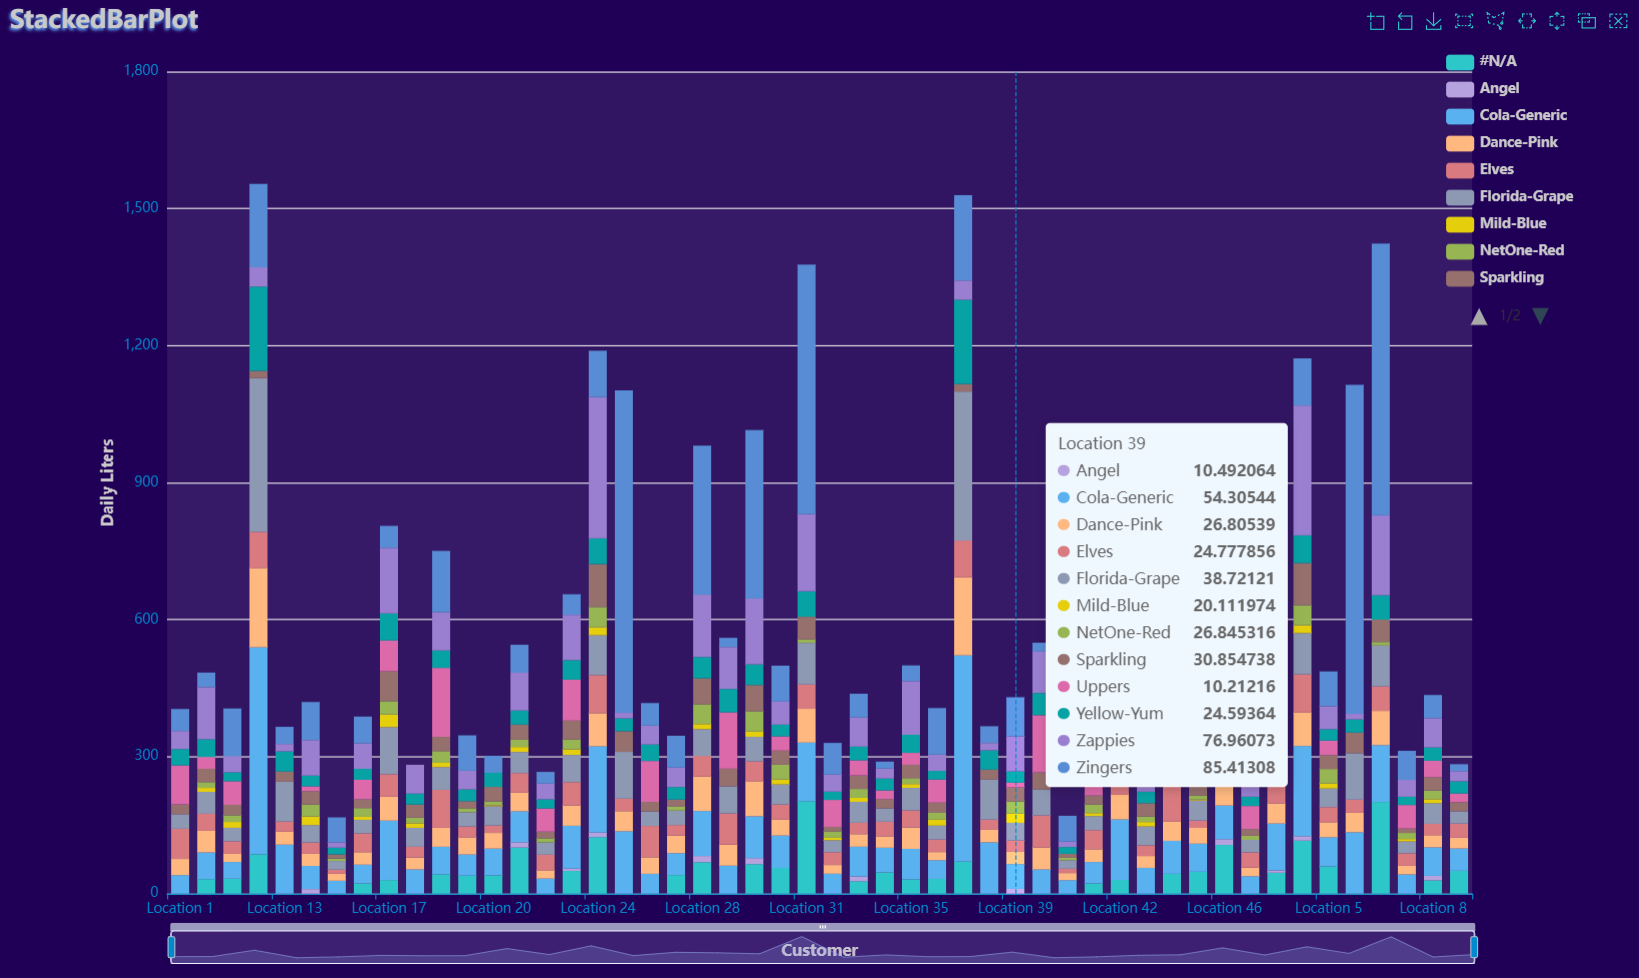 StackedBarPlot
#N/A
Angel
Cola-Generic
Dance-Pink
Elves
Florida-Grape
Mild-Blue
NetOne-Red
Sparkling
1/2
1,800
1,500
1,200
900
600
300
0
Daily Liters
Location 39
Angel 10.492064
Cola-Generic 54.30544
Dance-Pink 26.80539
Elves 24.777856
Florida-Grape 38.72121
Mild-Blue 20.111974
NetOne-Red 26.845316
Sparkling 30.854738
Uppers 10.21216
Yellow-Yum 24.59364
Zappies 76.96073
Zingers 85.41308
Location 1 Location 13 Location 17 Location 20 Location 24 Location 28 Location 31 Location 35 Location 39 Location 42 Location 46 Location 5 Location 8
Customer